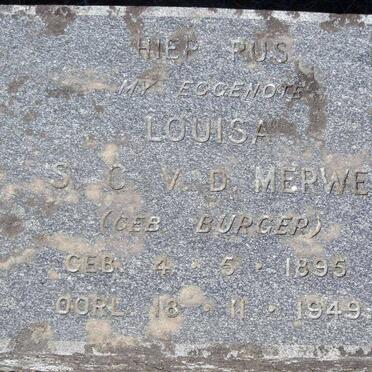 HIER RUS
MY EGGENOTE
LOUISA
S. C. V. D. MERWE
(GEB BURGER)
GEB. 4 · 5 · 1895
OORL. 18 · 11 · 1949